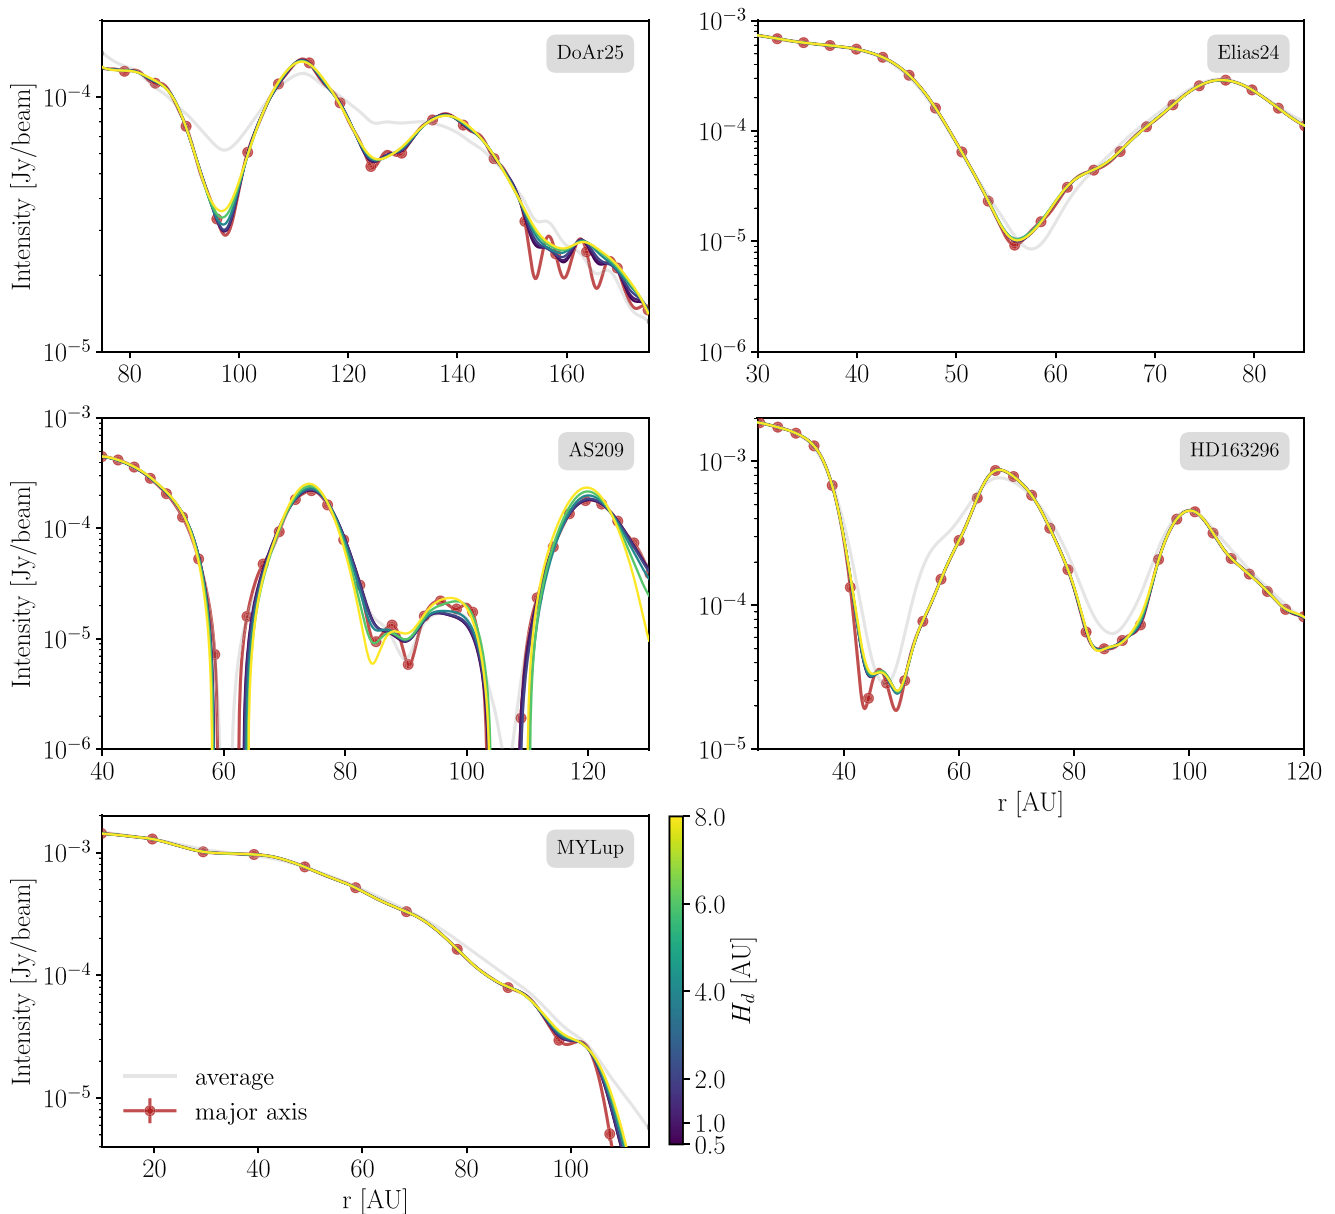 DoAr25
Intensity [Jy/beam]
10⁻⁴
10⁻⁵
80 100 120 140 160
Elias24
10⁻³
10⁻⁴
10⁻⁵
10⁻⁶
30 40 50 60 70 80
AS209
Intensity [Jy/beam]
10⁻³
10⁻⁴
10⁻⁵
10⁻⁶
40 60 80 100 120
HD163296
10⁻³
10⁻⁴
10⁻⁵
40 60 80 100 120
r [AU]
MYLup
Intensity [Jy/beam]
10⁻³
10⁻⁴
10⁻⁵
average
major axis
20 40 60 80 100
r [AU]
8.0
6.0
4.0
2.0
1.0
0.5
H_d [AU]